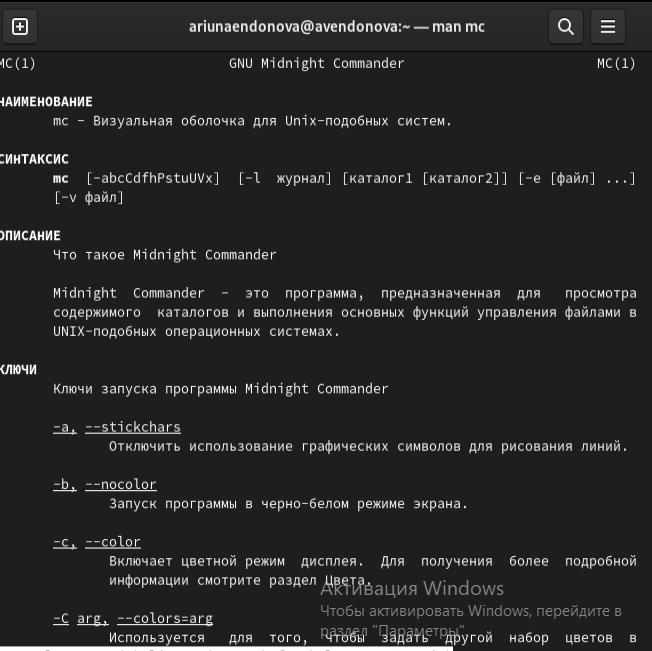 ariunaendonova@avendonova:~ — man mc
MC(1) GNU Midnight Commander MC(1)
НАИМЕНОВАНИЕ
mc - Визуальная оболочка для Unix-подобных систем.
СИНТАКСИС
mc [-abcCdfhPstuUVx] [-l журнал] [каталог1 [каталог2]] [-e [файл] ...]
[-v файл]
ОПИСАНИЕ
Что такое Midnight Commander
Midnight Commander - это программа, предназначенная для просмотра
содержимого каталогов и выполнения основных функций управления файлами в
UNIX-подобных операционных системах.
КЛЮЧИ
Ключи запуска программы Midnight Commander
-a, --stickchars
Отключить использование графических символов для рисования линий.
-b, --nocolor
Запуск программы в черно-белом режиме экрана.
-c, --color
Включает цветной режим дисплея. Для получения более подробной
информации смотрите раздел Цвета.
-C arg, --colors=arg
Используется для того, чтобы задать другой набор цветов в
Активация Windows
Чтобы активировать Windows, перейдите в
раздел "Параметры".